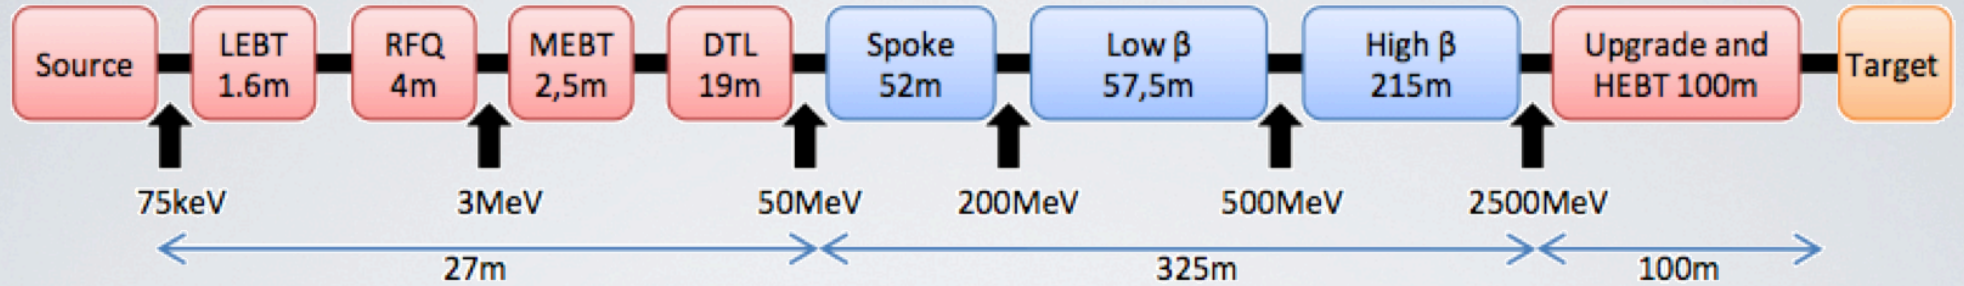 Source
LEBT
1.6m
RFQ
4m
MEBT
2,5m
DTL
19m
Spoke
52m
Low β
57,5m
High β
215m
Upgrade and
HEBT 100m
Target
75keV
3MeV
50MeV
200MeV
500MeV
2500MeV
27m
325m
100m